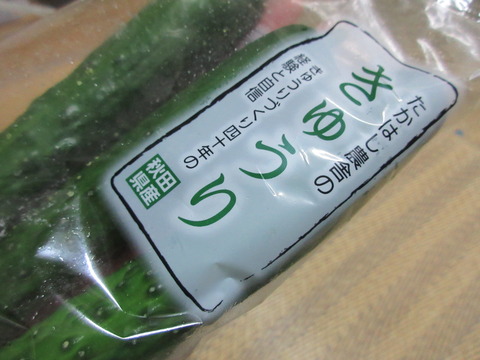 たかはし農舎の
きゅうり
きゅうりづくり四十年の
経験と自信
秋田
県産